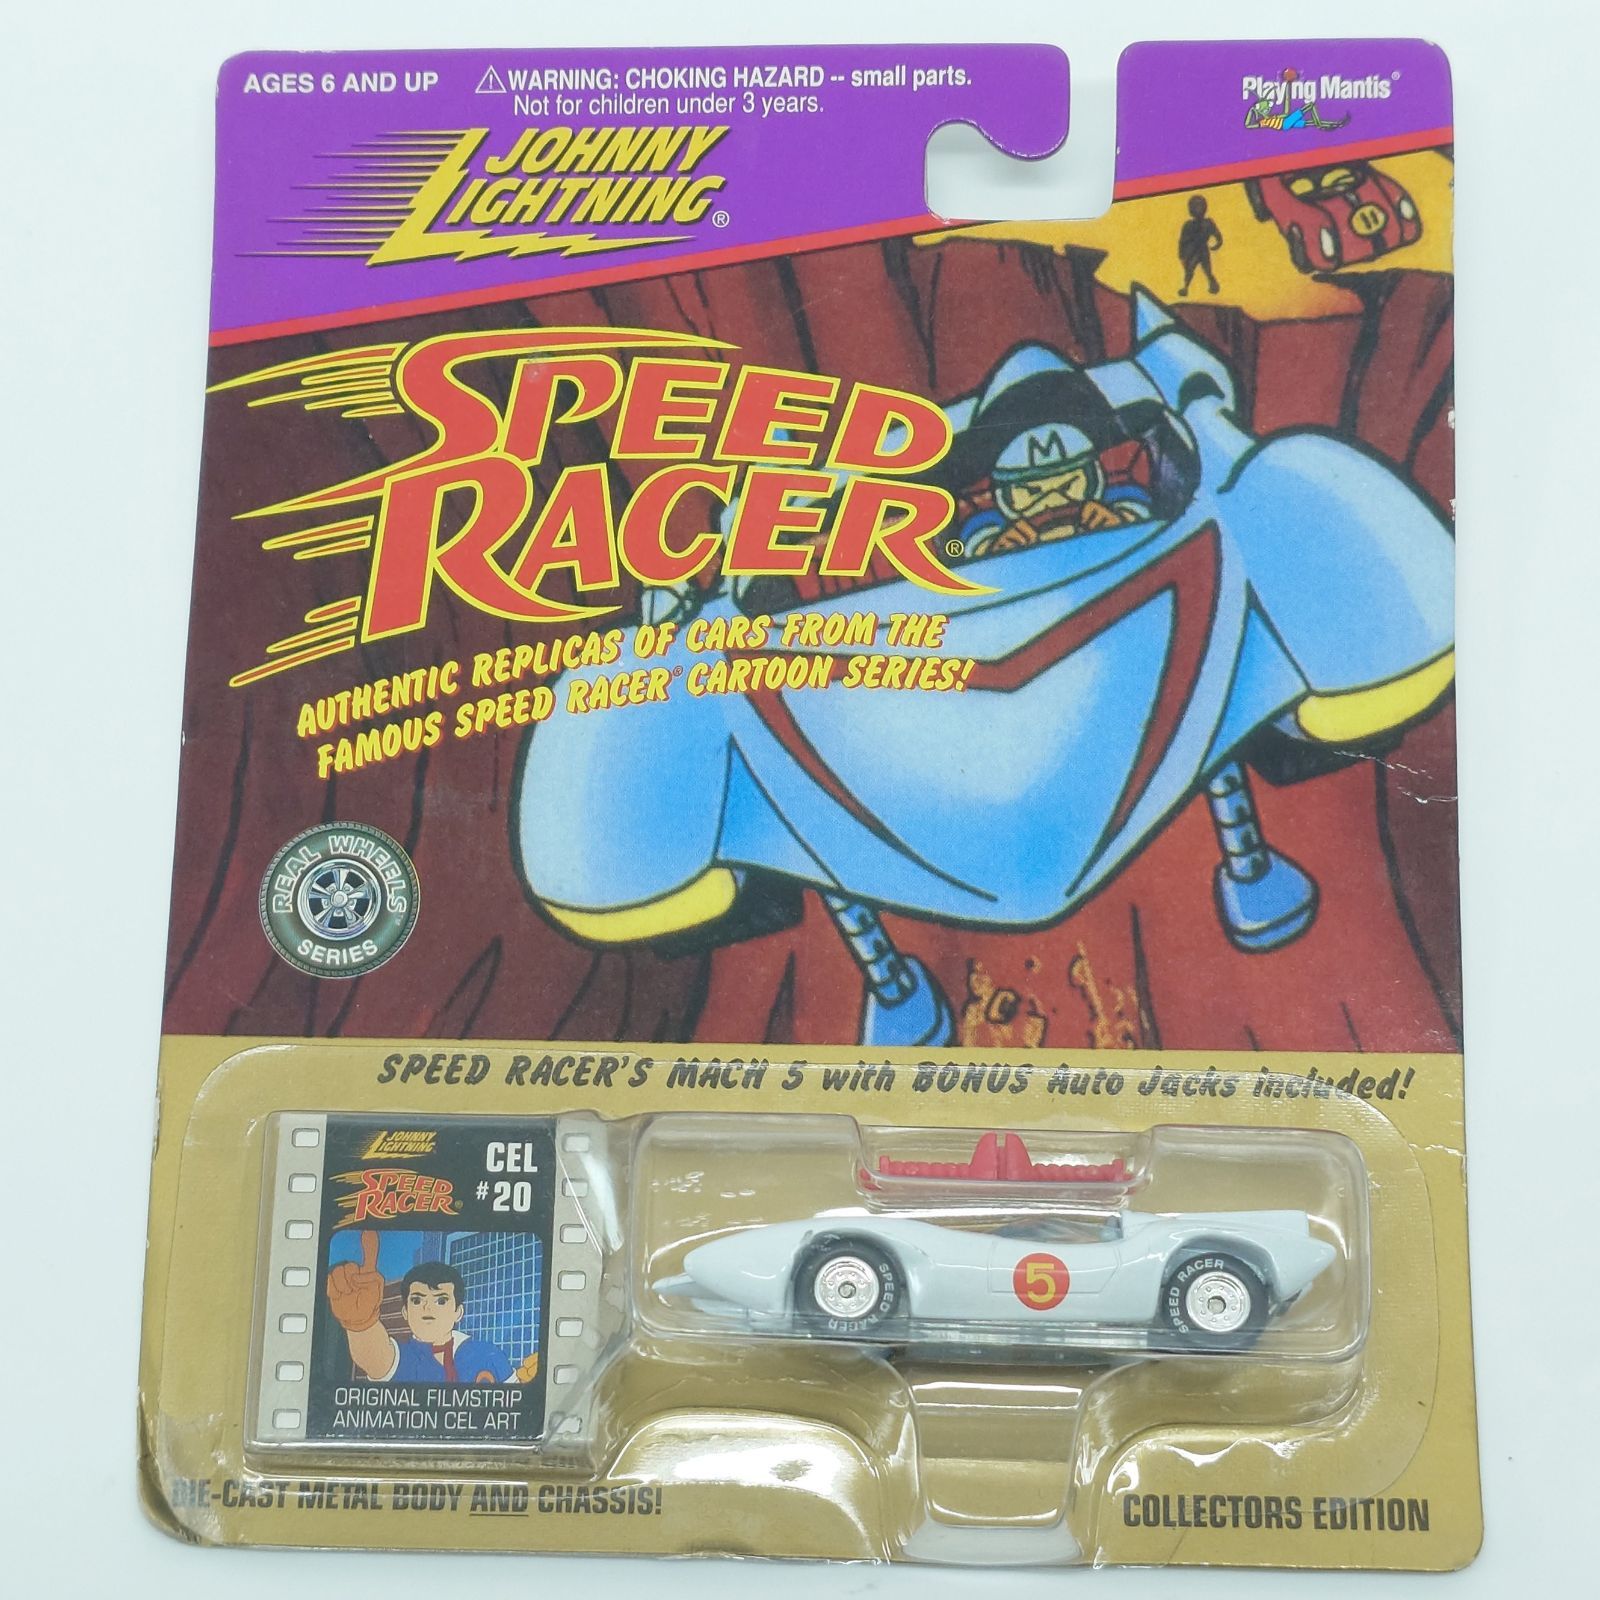 AGES 6 AND UP
⚠WARNING: CHOKING HAZARD -- small parts.
Not for children under 3 years.
Playing Mantis®
JOHNNY
LIGHTNING®
11
SPEED
RACER®
M
AUTHENTIC REPLICAS OF CARS FROM THE
FAMOUS SPEED RACER® CARTOON SERIES!
REAL WHEELS™
SERIES
SPEED RACER'S MACH 5 with BONUS Auto Jacks included!
JOHNNY
LIGHTNING
SPEED
RACER®
CEL
#20
ORIGINAL FILMSTRIP
ANIMATION CEL ART
SPEED RACER
5
SPEED RACER
DIE-CAST METAL BODY AND CHASSIS!
COLLECTORS EDITION